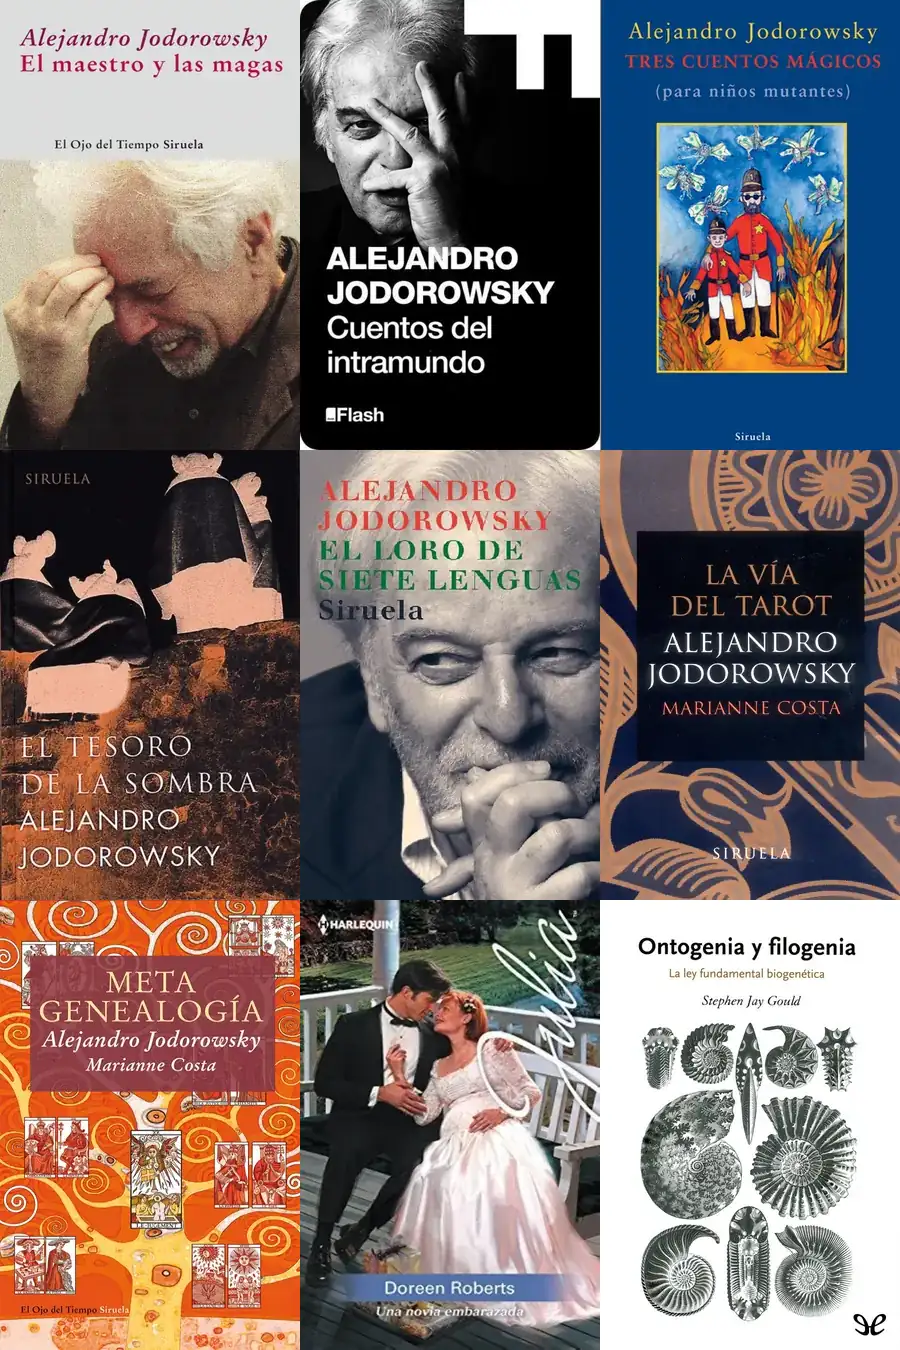 Alejandro Jodorowsky
El maestro y las magas
El Ojo del Tiempo Siruela
ALEJANDRO
JODOROWSKY
Cuentos del
intramundo
Flash
Alejandro Jodorowsky
TRES CUENTOS MÁGICOS
(para niños mutantes)
Siruela
SIRUELA
EL TESORO
DE LA SOMBRA
ALEJANDRO
JODOROWSKY
ALEJANDRO
JODOROWSKY
EL LORO DE
SIETE LENGUAS
Siruela
LA VÍA
DEL TAROT
ALEJANDRO
JODOROWSKY
MARIANNE COSTA
SIRUELA
META
GENEALOGÍA
Alejandro Jodorowsky
Marianne Costa
LE·JUGEMENT
El Ojo del Tiempo Siruela
HARLEQUIN
Julia
Doreen Roberts
Una novia embarazada
Ontogenia y filogenia
La ley fundamental biogenética
Stephen Jay Gould